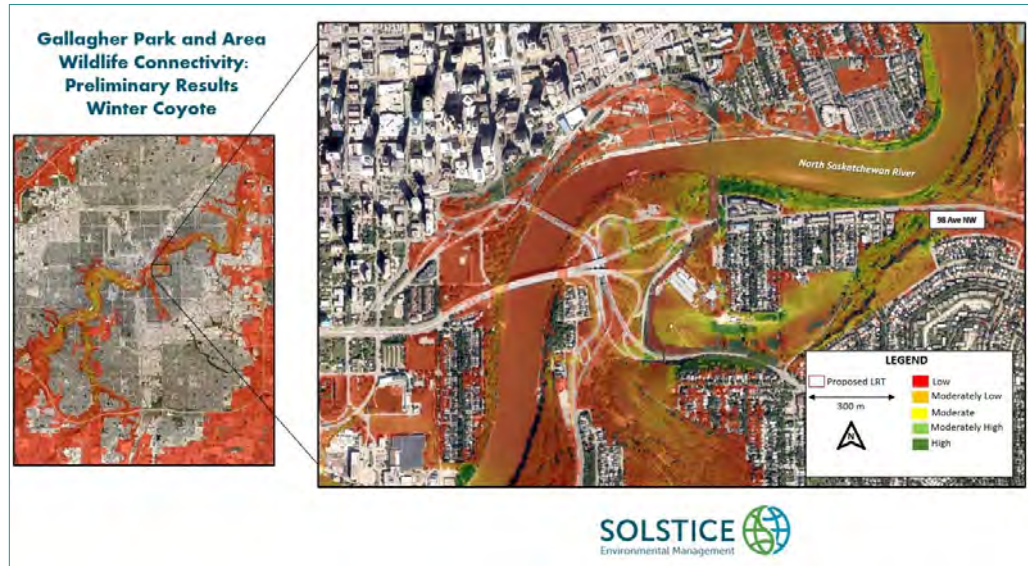 Gallagher Park and Area
Wildlife Connectivity:
Preliminary Results
Winter Coyote
North Saskatchewan River
98 Ave NW
LEGEND
Proposed LRT
300 m
N
Low
Moderately Low
Moderate
Moderately High
High
SOLSTICE
Environmental Management